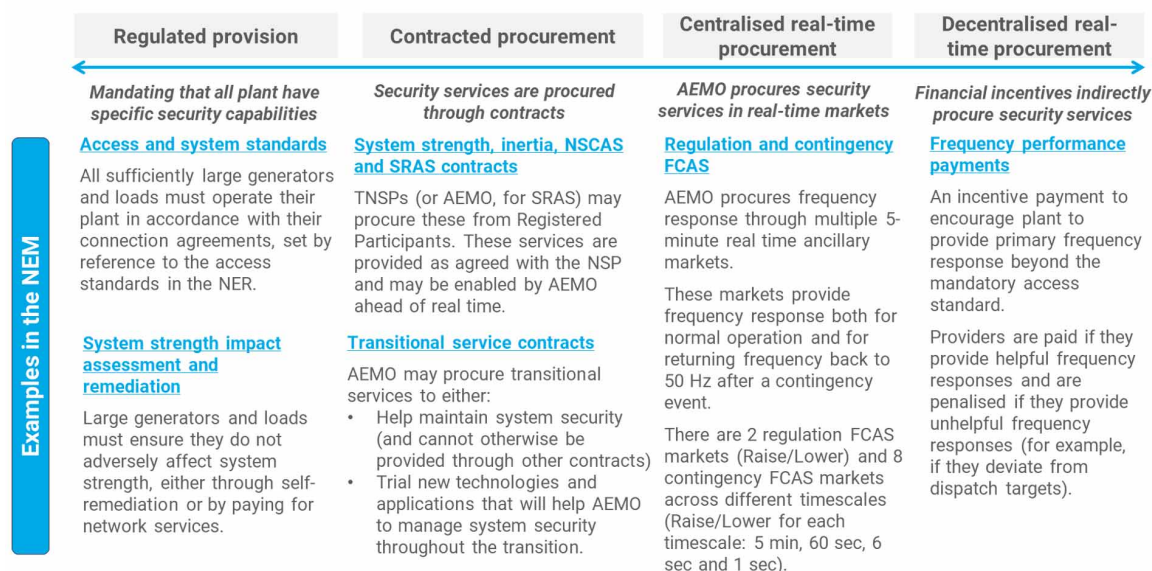 Regulated provision
Contracted procurement
Centralised real-time
procurement
Decentralised real-
time procurement
Mandating that all plant have
specific security capabilities
Security services are procured
through contracts
AEMO procures security
services in real-time markets
Financial incentives indirectly
procure security services
Examples in the NEM
Access and system standards
All sufficiently large generators
and loads must operate their
plant in accordance with their
connection agreements, set by
reference to the access
standards in the NER.
System strength impact
assessment and
remediation
Large generators and loads
must ensure they do not
adversely affect system
strength, either through self-
remediation or by paying for
network services.
System strength, inertia, NSCAS
and SRAS contracts
TNSPs (or AEMO, for SRAS) may
procure these from Registered
Participants. These services are
provided as agreed with the NSP
and may be enabled by AEMO
ahead of real time.
Transitional service contracts
AEMO may procure transitional
services to either:
• Help maintain system security
(and cannot otherwise be
provided through other contracts)
• Trial new technologies and
applications that will help AEMO
to manage system security
throughout the transition.
Regulation and contingency
FCAS
AEMO procures frequency
response through multiple 5-
minute real time ancillary
markets.
These markets provide
frequency response both for
normal operation and for
returning frequency back to
50 Hz after a contingency
event.
There are 2 regulation FCAS
markets (Raise/Lower) and 8
contingency FCAS markets
across different timescales
(Raise/Lower for each
timescale: 5 min, 60 sec, 6
sec and 1 sec).
Frequency performance
payments
An incentive payment to
encourage plant to
provide primary frequency
response beyond the
mandatory access
standard.
Providers are paid if they
provide helpful frequency
responses and are
penalised if they provide
unhelpful frequency
responses (for example,
if they deviate from
dispatch targets).